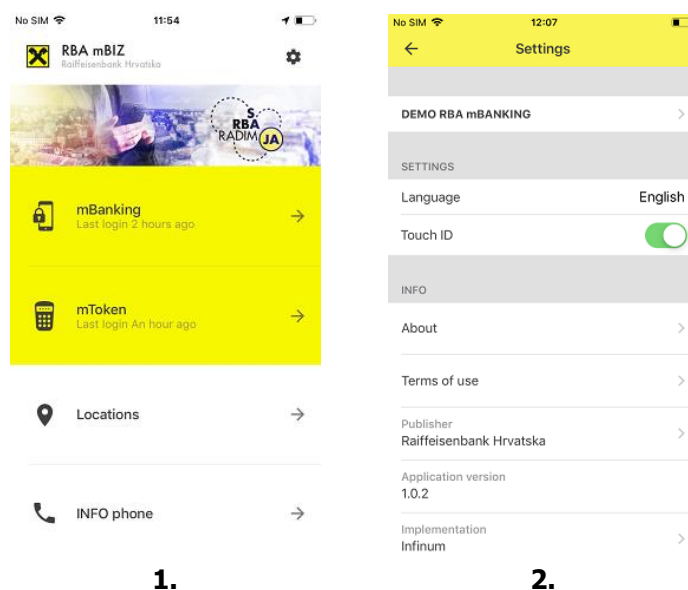 No SIM 11:54
RBA mBIZ
Raiffeisenbank Hrvatska
S.
RBA
RADIM JA
mBanking
Last login 2 hours ago
mToken
Last login An hour ago
Locations
INFO phone
1.
No SIM 12:07
Settings
DEMO RBA mBANKING
SETTINGS
Language English
Touch ID
INFO
About
Terms of use
Publisher
Raiffeisenbank Hrvatska
Application version
1.0.2
Implementation
Infinum
2.